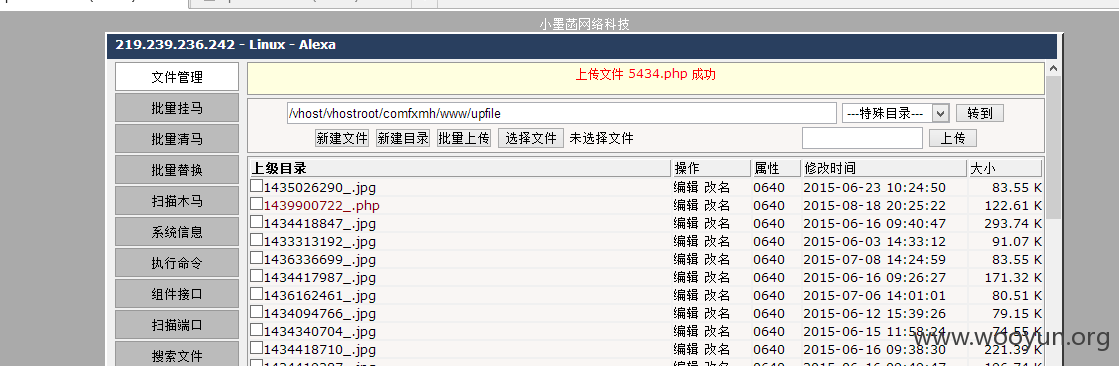 小墨菡网络科技
219.239.236.242 - Linux - Alexa
文件管理
批量挂马
批量清马
批量替换
扫描木马
系统信息
执行命令
组件接口
扫描端口
搜索文件
上传文件 5434.php 成功
/vhost/vhostroot/comfxmh/www/upfile ---特殊目录--- 转到
新建文件 新建目录 批量上传 选择文件 未选择文件 上传
上级目录 操作 属性 修改时间 大小
1435026290_.jpg 编辑 改名 0640 2015-06-23 10:24:50 83.55 K
1439900722_.php 编辑 改名 0640 2015-08-18 20:25:22 122.61 K
1434418847_.jpg 编辑 改名 0640 2015-06-16 09:40:47 293.74 K
1433313192_.jpg 编辑 改名 0640 2015-06-03 14:33:12 91.07 K
1436336699_.jpg 编辑 改名 0640 2015-07-08 14:24:59 83.55 K
1434417987_.jpg 编辑 改名 0640 2015-06-16 09:26:27 171.32 K
1436162461_.jpg 编辑 改名 0640 2015-07-06 14:01:01 80.51 K
1434094766_.jpg 编辑 改名 0640 2015-06-12 15:39:26 79.15 K
1434340704_.jpg 编辑 改名 0640 2015-06-15 11:58:24 74.55 K
1434418710_.jpg 编辑 改名 0640 2015-06-16 09:38:30 221.39 K
www.wooyun.org